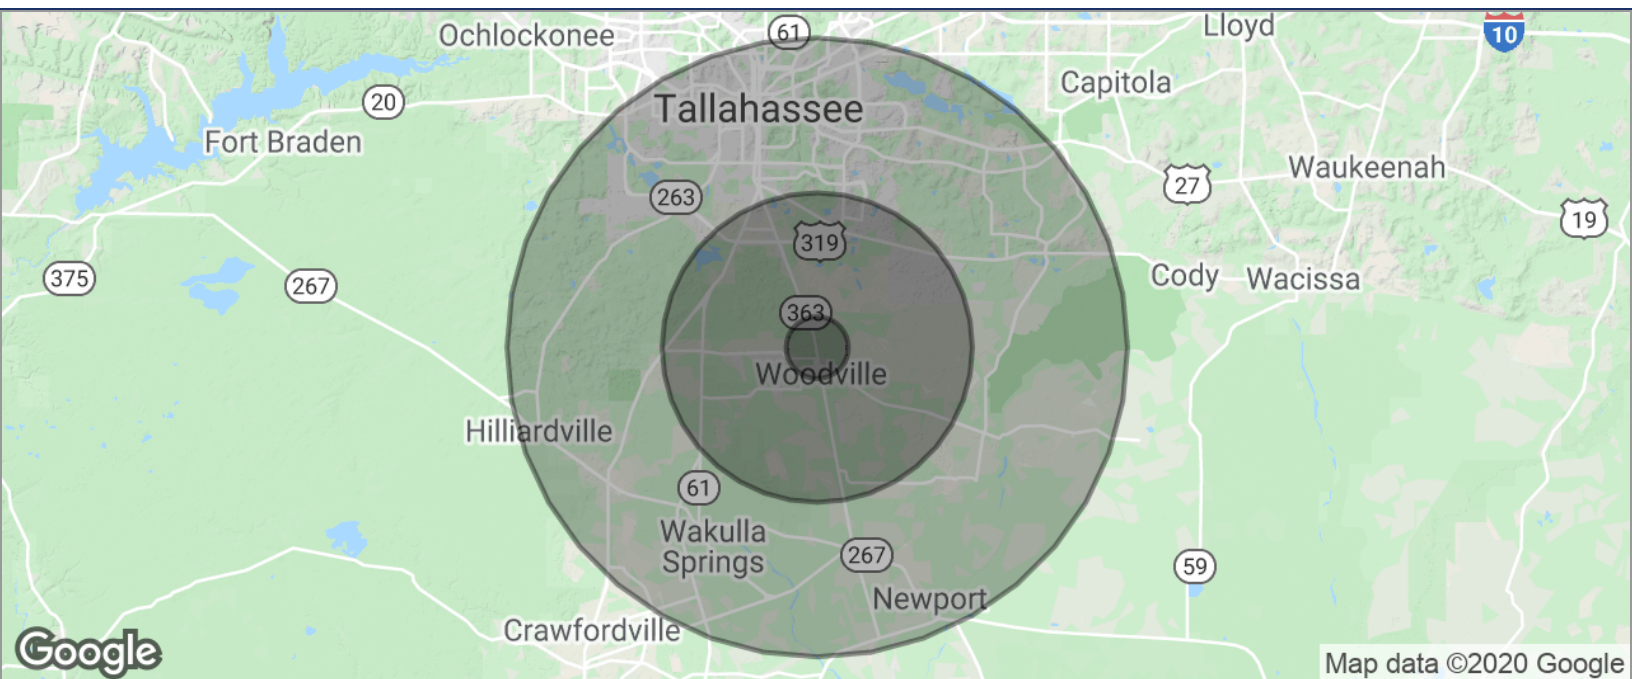 61
Lloyd
10
Ochlockonee
Capitola
20
Tallahassee
Fort Braden
Waukeenah
27
263
19
319
375
267
Cody
Wacissa
363
Woodville
Hilliardville
61
Wakulla
Springs
267
59
Newport
Crawfordville
Google
Map data ©2020 Google